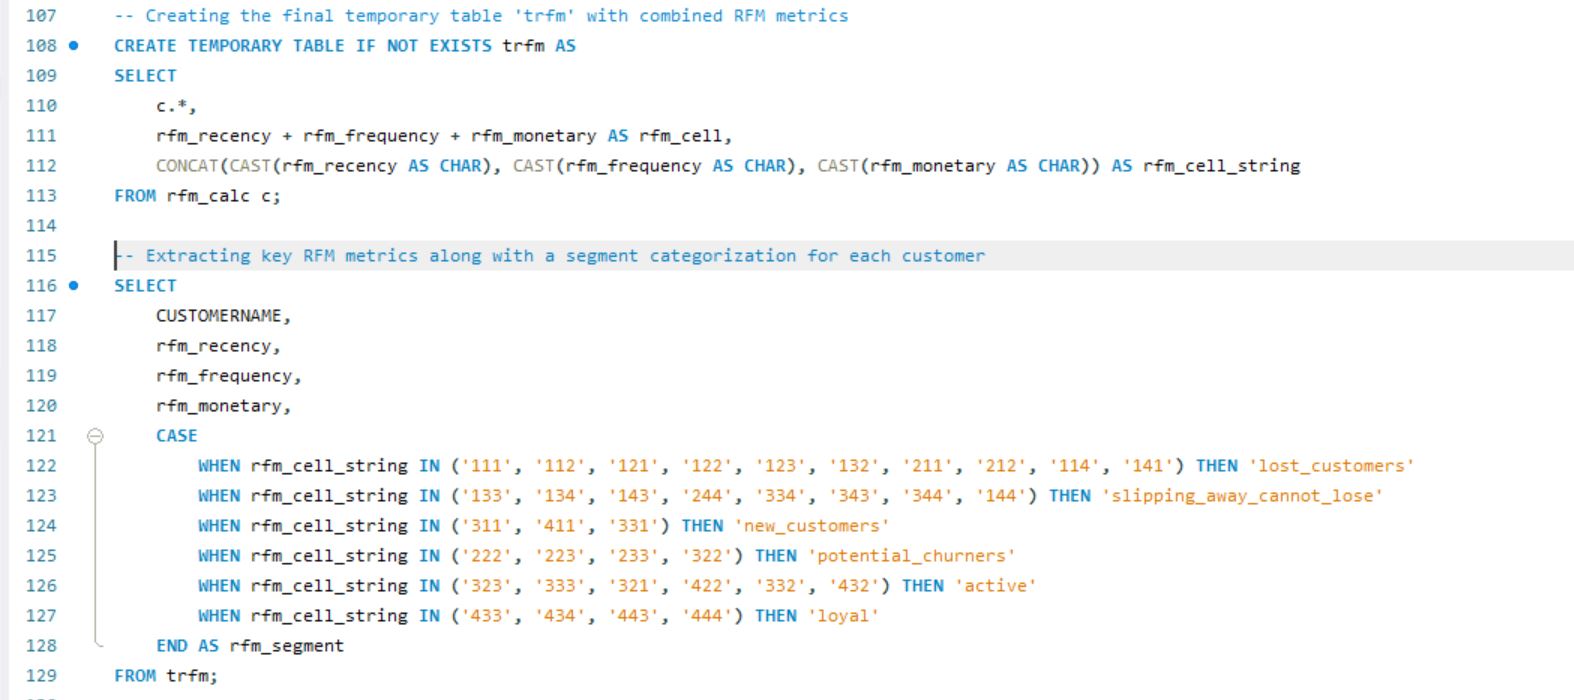 107 -- Creating the final temporary table 'trfm' with combined RFM metrics
108 CREATE TEMPORARY TABLE IF NOT EXISTS trfm AS
109 SELECT
110 c.*,
111 rfm_recency + rfm_frequency + rfm_monetary AS rfm_cell,
112 CONCAT(CAST(rfm_recency AS CHAR), CAST(rfm_frequency AS CHAR), CAST(rfm_monetary AS CHAR)) AS rfm_cell_string
113 FROM rfm_calc c;
114
115 -- Extracting key RFM metrics along with a segment categorization for each customer
116 SELECT
117 CUSTOMERNAME,
118 rfm_recency,
119 rfm_frequency,
120 rfm_monetary,
121 CASE
122 WHEN rfm_cell_string IN ('111', '112', '121', '122', '123', '132', '211', '212', '114', '141') THEN 'lost_customers'
123 WHEN rfm_cell_string IN ('133', '134', '143', '244', '334', '343', '344', '144') THEN 'slipping_away_cannot_lose'
124 WHEN rfm_cell_string IN ('311', '411', '331') THEN 'new_customers'
125 WHEN rfm_cell_string IN ('222', '223', '233', '322') THEN 'potential_churners'
126 WHEN rfm_cell_string IN ('323', '333', '321', '422', '332', '432') THEN 'active'
127 WHEN rfm_cell_string IN ('433', '434', '443', '444') THEN 'loyal'
128 END AS rfm_segment
129 FROM trfm;